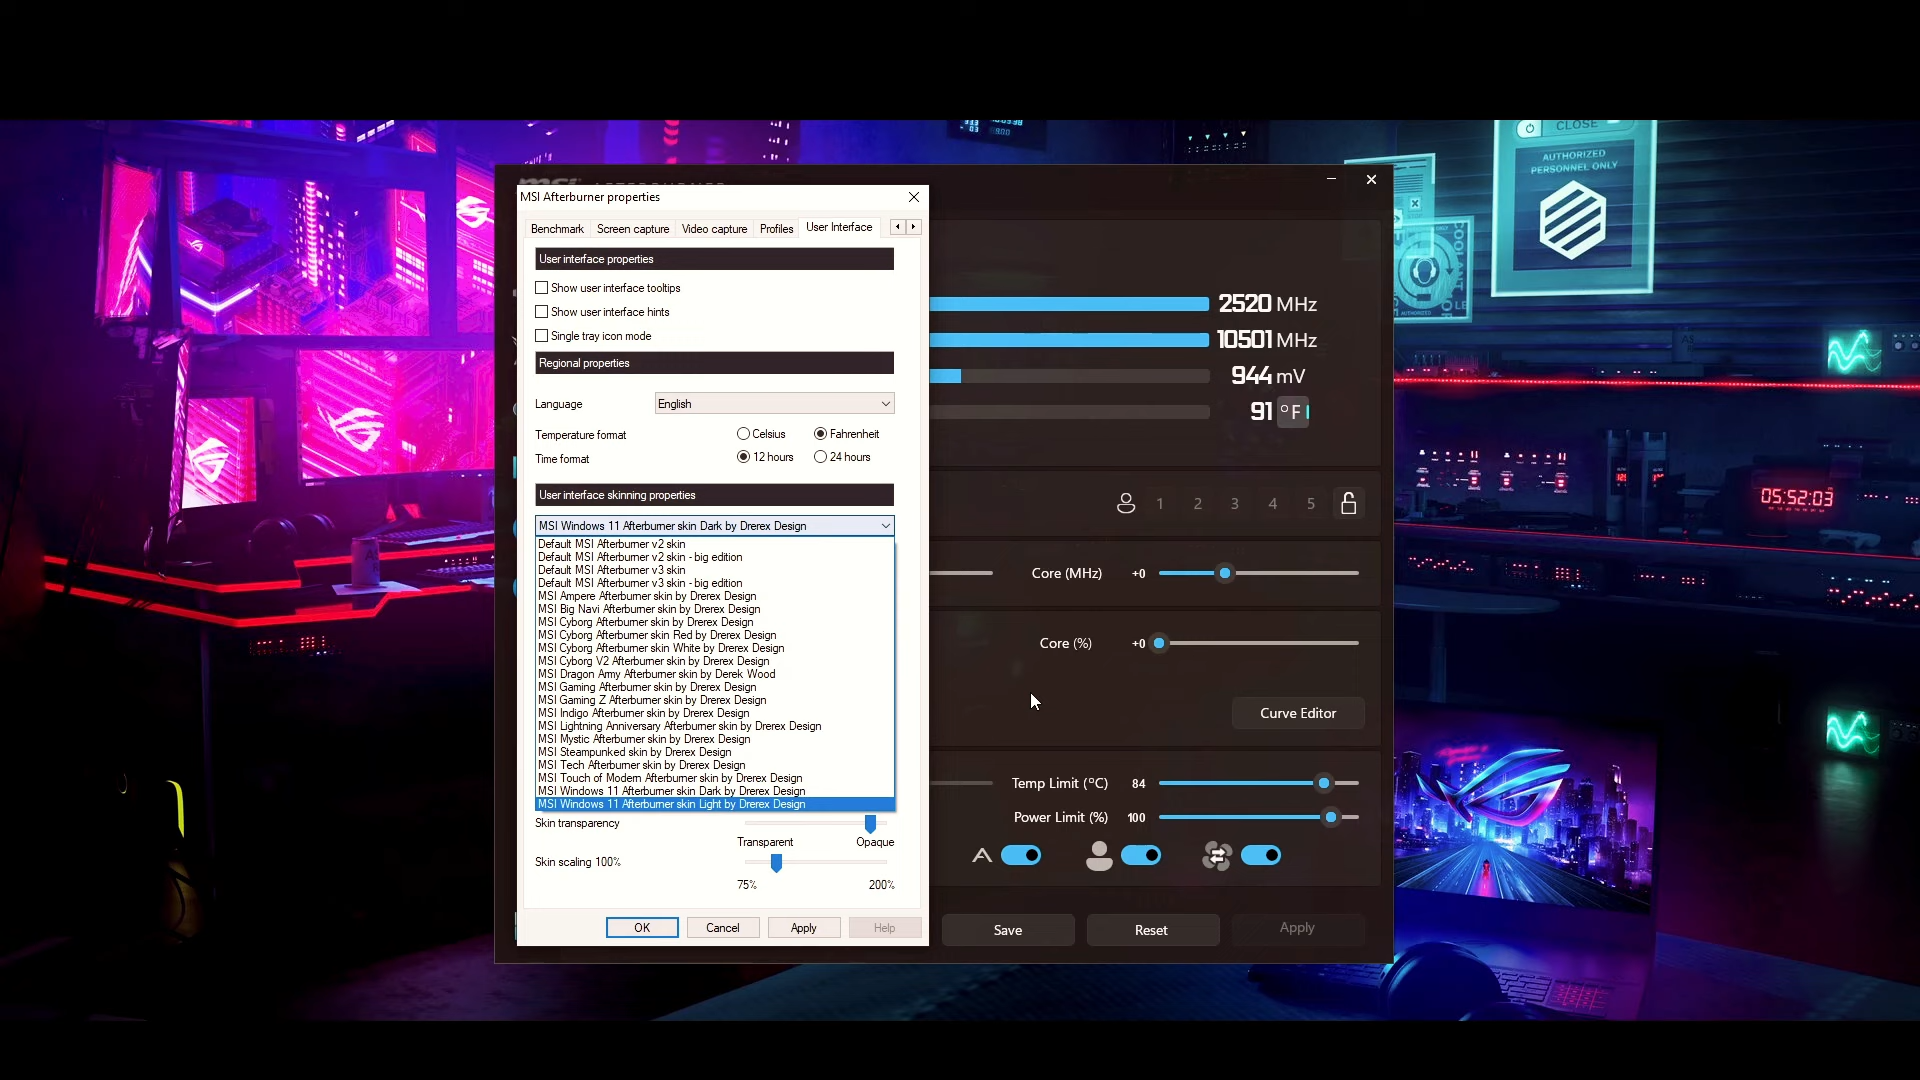 CLOSE
AUTHORIZED
PERSONNEL ONLY
MSI Afterburner properties
Benchmark
Screen capture
Video capture
Profiles
User Interface
User interface properties
Show user interface tooltips
Show user interface hints
Single tray icon mode
Regional properties
Language
English
Temperature format
Celsius
Fahrenheit
Time format
12 hours
24 hours
User interface skinning properties
MSI Windows 11 Afterburner skin Dark by Drerex Design
Default MSI Afterburner v2 skin
Default MSI Afterburner v2 skin - big edition
Default MSI Afterburner v3 skin
Default MSI Afterburner v3 skin - big edition
MSI Ampere Afterburner skin by Drerex Design
MSI Big Navi Afterburner skin by Drerex Design
MSI Cyborg Afterburner skin by Drerex Design
MSI Cyborg Afterburner skin Red by Drerex Design
MSI Cyborg Afterburner skin White by Drerex Design
MSI Cyborg V2 Afterburner skin by Drerex Design
MSI Dragon Army Afterburner skin by Derek Wood
MSI Gaming Afterburner skin by Drerex Design
MSI Gaming Z Afterburner skin by Drerex Design
MSI Indigo Afterburner skin by Drerex Design
MSI Lightning Anniversary Afterburner skin by Drerex Design
MSI Mystic Afterburner skin by Drerex Design
MSI Steampunked skin by Drerex Design
MSI Tech Afterburner skin by Drerex Design
MSI Touch of Modern Afterburner skin by Drerex Design
MSI Windows 11 Afterburner skin Dark by Drerex Design
MSI Windows 11 Afterburner skin Light by Drerex Design
Skin transparency
Transparent
Opaque
Skin scaling 100%
75%
200%
OK
Cancel
Apply
Help
2520 MHz
10501 MHz
944 mV
91 °F
1 2 3 4 5
Core (MHz) +0
Core (%) +0
Curve Editor
Temp Limit (°C) 84
Power Limit (%) 100
Save
Reset
Apply
05:52:03